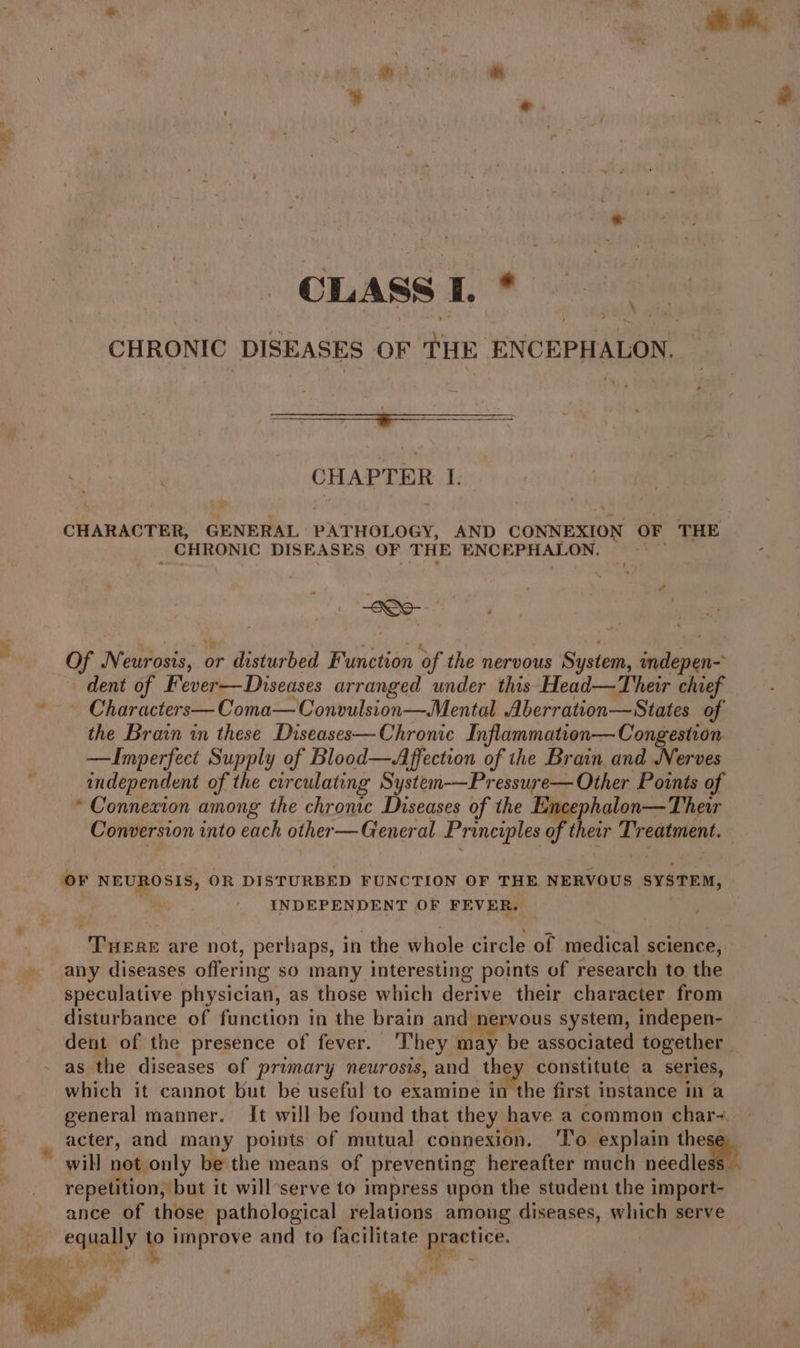 CLASS I.
CHRONIC DISEASES OF THE ENCEPHALON.
CHAPTER I.
CHARACTER, GENERAL PATHOLOGY, AND CONNEXION OF THE
CHRONIC DISEASES OF THE ENCEPHALON.
Of Neurosis, or disturbed Function of the nervous System, indepen-
dent of Fever—Diseases arranged under this Head—Their chief
Characters—Coma—Convulsion—Mental Aberration—States of
the Brain in these Diseases—Chronic Inflammation—Congestion
—Imperfect Supply of Blood—Affection of the Brain and Nerves
independent of the circulating System—Pressure—Other Points of
Connexion among the chronic Diseases of the Encephalon—Their
Conversion into each other—General Principles of their Treatment.
OF NEUROSIS, OR DISTURBED FUNCTION OF THE NERVOUS SYSTEM,
INDEPENDENT OF FEVER.
THERE are not, perhaps, in the whole circle of medical science,
any diseases offering so many interesting points of research to the
speculative physician, as those which derive their character from
disturbance of function in the brain and nervous system, indepen-
dent of the presence of fever. They may be associated together
as the diseases of primary neurosis, and they constitute a series,
which it cannot but be useful to examine in the first instance in a
general manner. It will be found that they have a common char-
acter, and many points of mutual connexion. To explain these
will not only be the means of preventing hereafter much needless
repetition, but it will serve to impress upon the student the import-
ance of those pathological relations among diseases, which serve
equally to improve and to facilitate practice.